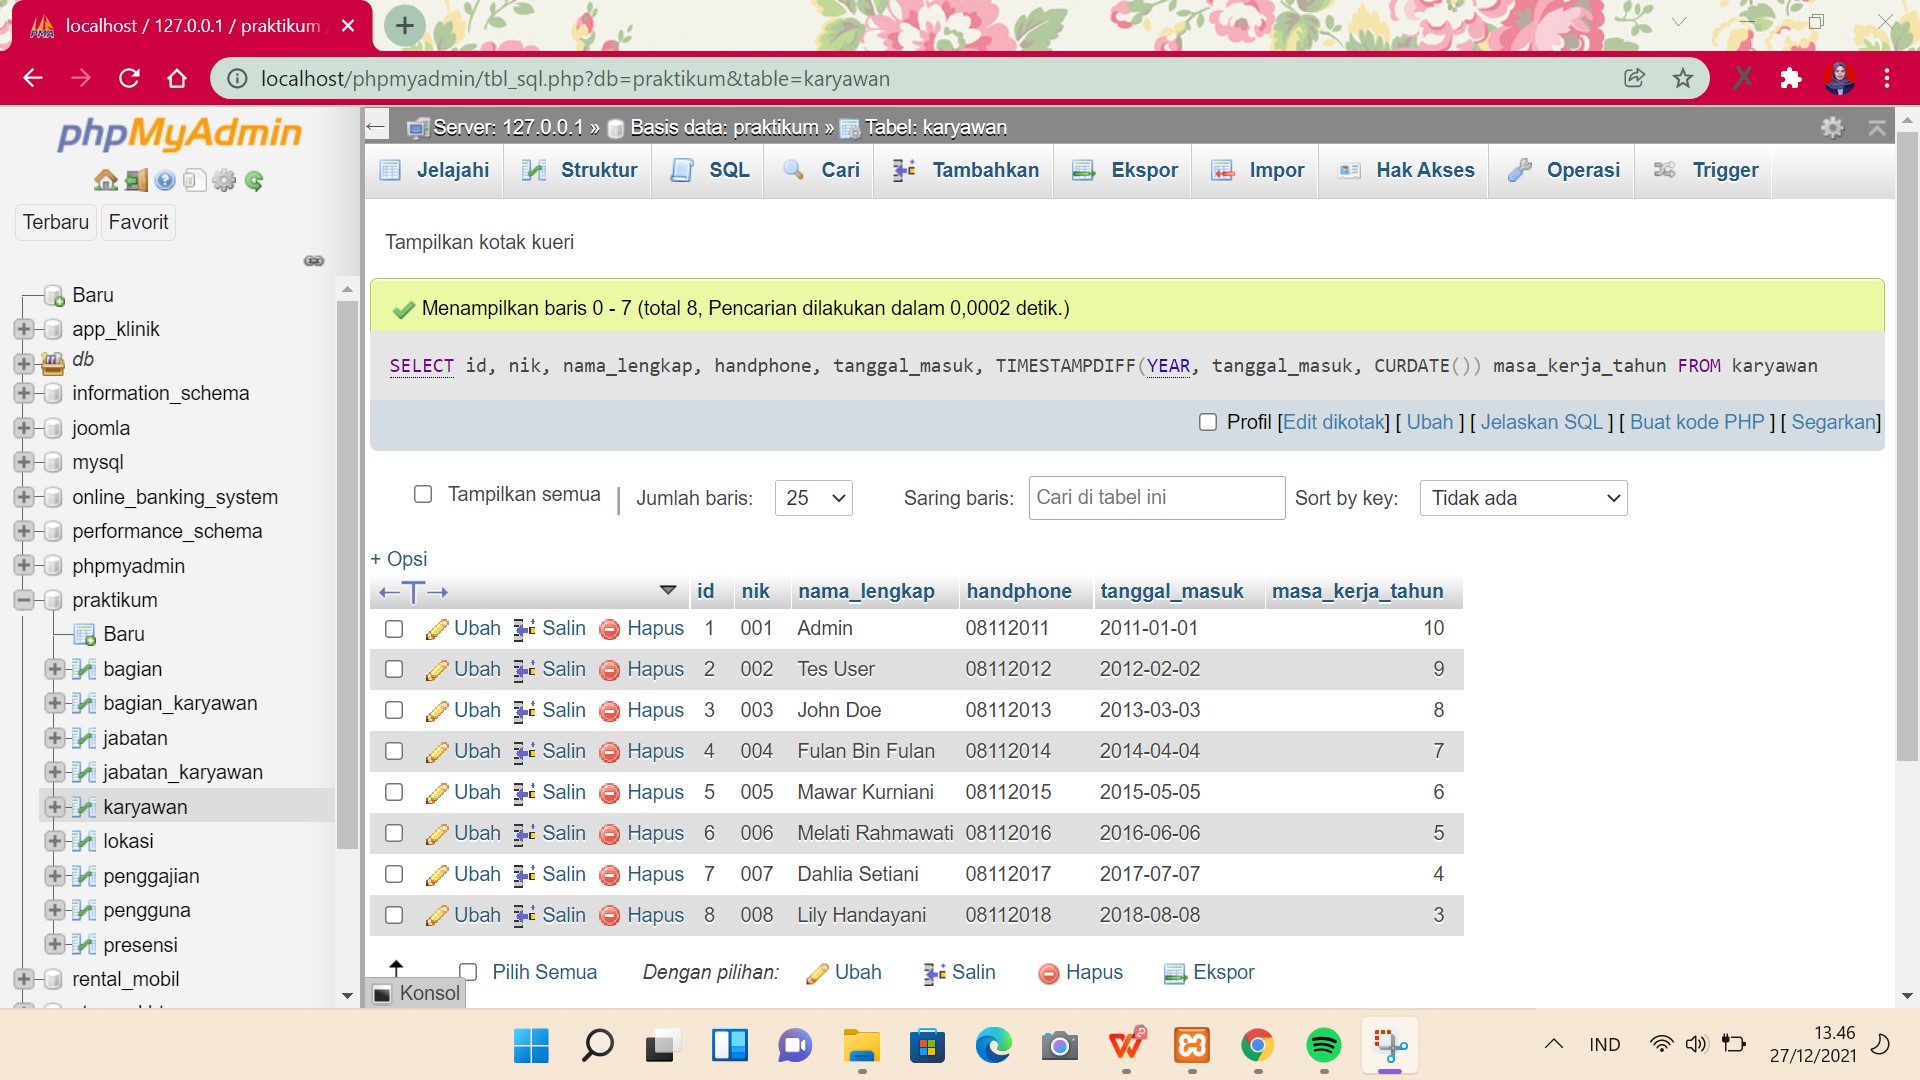 localhost / 127.0.0.1 / praktikum
localhost/phpmyadmin/tbl_sql.php?db=praktikum&table=karyawan
phpMyAdmin
Terbaru
Favorit
Baru
app_klinik
db
information_schema
joomla
mysql
online_banking_system
performance_schema
phpmyadmin
praktikum
Baru
bagian
bagian_karyawan
jabatan
jabatan_karyawan
karyawan
lokasi
penggajian
pengguna
presensi
rental_mobil
Server: 127.0.0.1 » Basis data: praktikum » Tabel: karyawan
Jelajahi Struktur SQL Cari Tambahkan Ekspor Impor Hak Akses Operasi Trigger
Tampilkan kotak kueri
Menampilkan baris 0 - 7 (total 8, Pencarian dilakukan dalam 0,0002 detik.)
SELECT id, nik, nama_lengkap, handphone, tanggal_masuk, TIMESTAMPDIFF(YEAR, tanggal_masuk, CURDATE()) masa_kerja_tahun FROM karyawan
Profil [Edit dikotak] [ Ubah ] [ Jelaskan SQL ] [ Buat kode PHP ] [ Segarkan]
Tampilkan semua | Jumlah baris: 25 Saring baris: Cari di tabel ini Sort by key: Tidak ada
+ Opsi
←T→ id nik nama_lengkap handphone tanggal_masuk masa_kerja_tahun
Ubah Salin Hapus 1 001 Admin 08112011 2011-01-01 10
Ubah Salin Hapus 2 002 Tes User 08112012 2012-02-02 9
Ubah Salin Hapus 3 003 John Doe 08112013 2013-03-03 8
Ubah Salin Hapus 4 004 Fulan Bin Fulan 08112014 2014-04-04 7
Ubah Salin Hapus 5 005 Mawar Kurniani 08112015 2015-05-05 6
Ubah Salin Hapus 6 006 Melati Rahmawati 08112016 2016-06-06 5
Ubah Salin Hapus 7 007 Dahlia Setiani 08112017 2017-07-07 4
Ubah Salin Hapus 8 008 Lily Handayani 08112018 2018-08-08 3
Pilih Semua Dengan pilihan: Ubah Salin Hapus Ekspor
Konsol
IND
13.46
27/12/2021